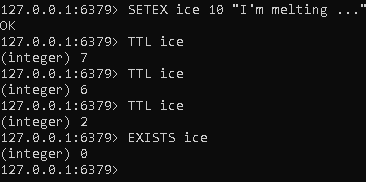 127.0.0.1:6379> SETEX ice 10 "I'm melting ..."
OK
127.0.0.1:6379> TTL ice
(integer) 7
127.0.0.1:6379> TTL ice
(integer) 6
127.0.0.1:6379> TTL ice
(integer) 2
127.0.0.1:6379> EXISTS ice
(integer) 0
127.0.0.1:6379>